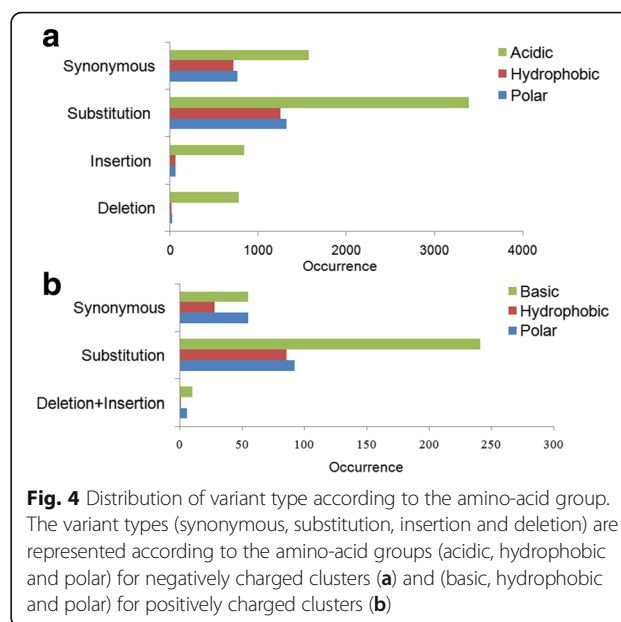 a
Acidic
Hydrophobic
Polar
Synonymous
Substitution
Insertion
Deletion
0 1000 2000 3000 4000
Occurrence
b
Basic
Hydrophobic
Polar
Synonymous
Substitution
Deletion+Insertion
0 50 100 150 200 250 300
Occurrence
Fig. 4 Distribution of variant type according to the amino-acid group.
The variant types (synonymous, substitution, insertion and deletion) are
represented according to the amino-acid groups (acidic, hydrophobic
and polar) for negatively charged clusters (a) and (basic, hydrophobic
and polar) for positively charged clusters (b)